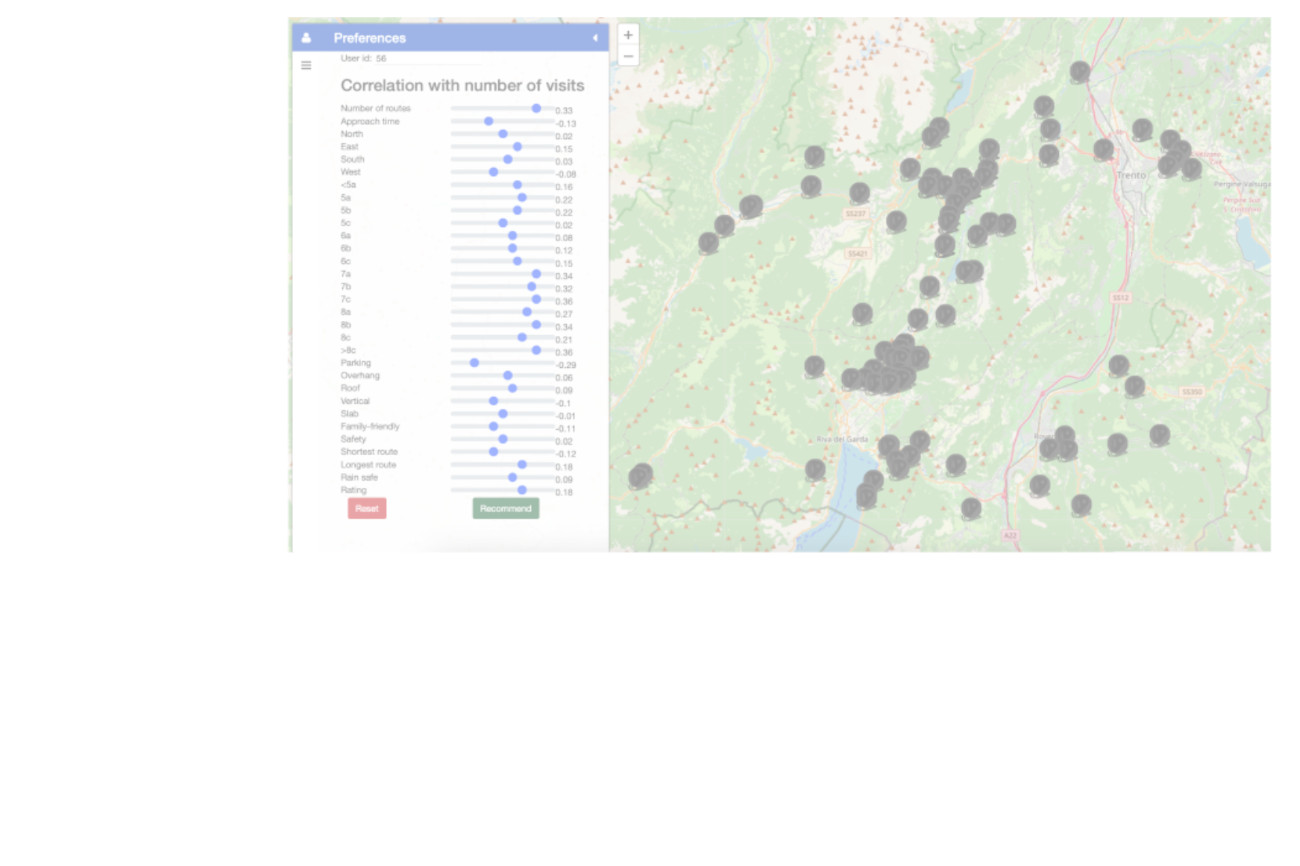 Preferences
User id: 56
Correlation with number of visits
Number of routes 0.33
Approach time -0.13
North 0.02
East 0.15
South 0.03
West -0.08
<5a 0.16
5a 0.22
5b 0.22
5c 0.02
6a 0.08
6b 0.12
6c 0.15
7a 0.34
7b 0.32
7c 0.36
8a 0.27
8b 0.34
8c 0.21
>8c 0.36
Parking -0.29
Overhang 0.06
Roof 0.09
Vertical -0.1
Slab -0.01
Family-friendly -0.11
Safety 0.02
Shortest route -0.12
Longest route 0.18
Rain safe 0.09
Rating 0.18
Reset Recommend
+
−
Trento
Pergine Valsugana
SS237
SS421
SS12
SS350
Riva del Garda
A22